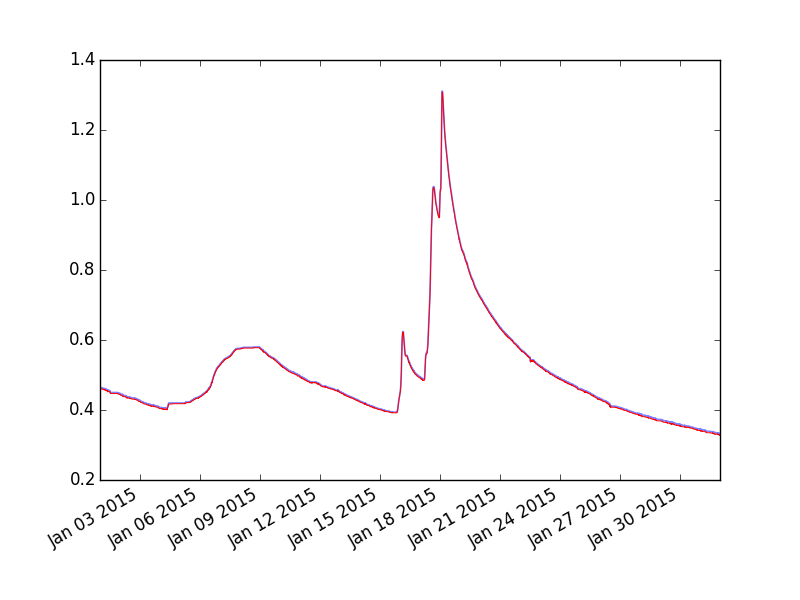 1.4
1.2
1.0
0.8
0.6
0.4
0.2
Jan 03 2015
Jan 06 2015
Jan 09 2015
Jan 12 2015
Jan 15 2015
Jan 18 2015
Jan 21 2015
Jan 24 2015
Jan 27 2015
Jan 30 2015